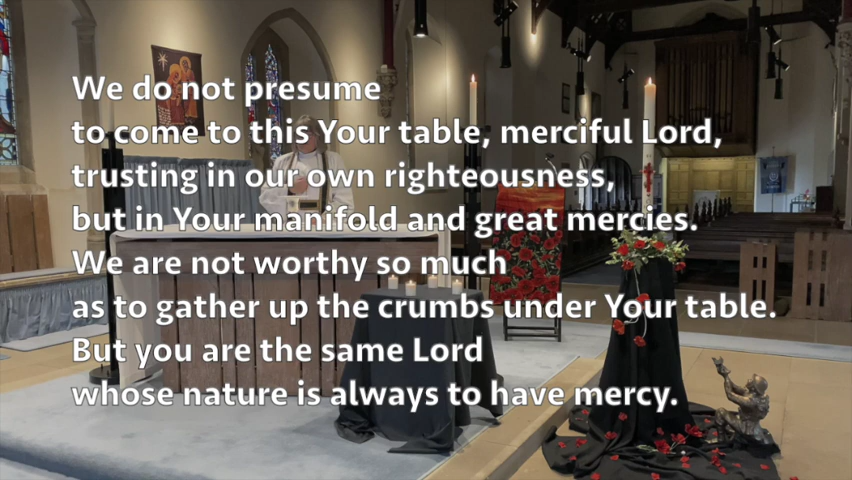 We do not presume
to come to this Your table, merciful Lord,
trusting in our own righteousness,
but in Your manifold and great mercies.
We are not worthy so much
as to gather up the crumbs under Your table.
But you are the same Lord
whose nature is always to have mercy.